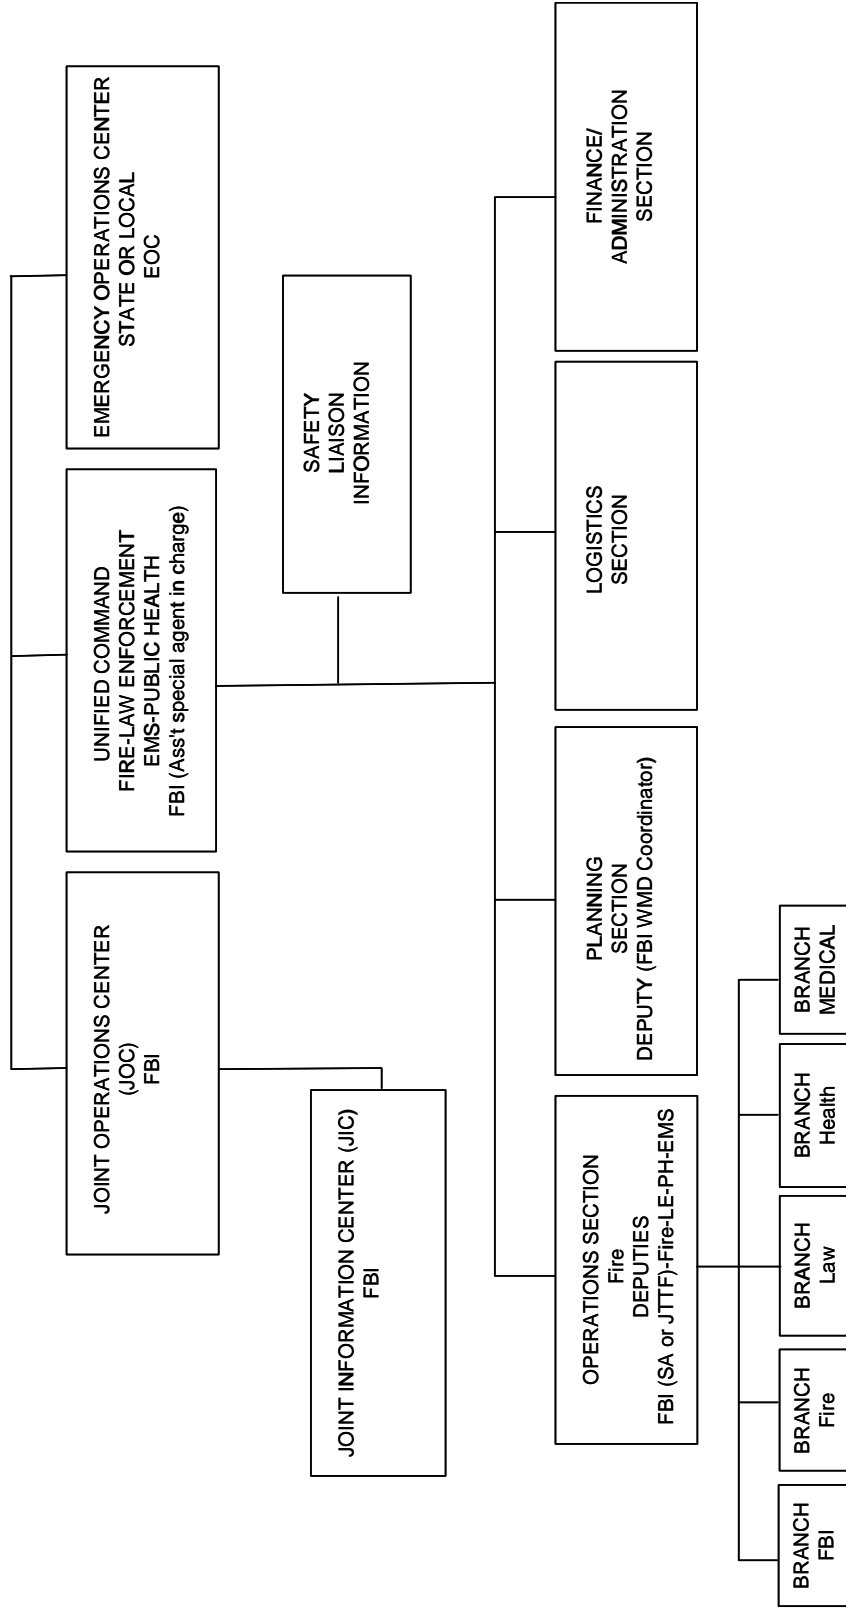 JOINT OPERATIONS CENTER
(JOC)
FBI
UNIFIED COMMAND
FIRE-LAW ENFORCEMENT
EMS-PUBLIC HEALTH
FBI (Ass't special agent in charge)
EMERGENCY OPERATIONS CENTER
STATE OR LOCAL
EOC
JOINT INFORMATION CENTER (JIC)
FBI
SAFETY
LIAISON
INFORMATION
OPERATIONS SECTION
Fire
DEPUTIES
FBI (SA or JTTF)-Fire-LE-PH-EMS
PLANNING
SECTION
DEPUTY (FBI WMD Coordinator)
LOGISTICS
SECTION
FINANCE/
ADMINISTRATION
SECTION
BRANCH
FBI
BRANCH
Fire
BRANCH
Law
BRANCH
Health
BRANCH
MEDICAL